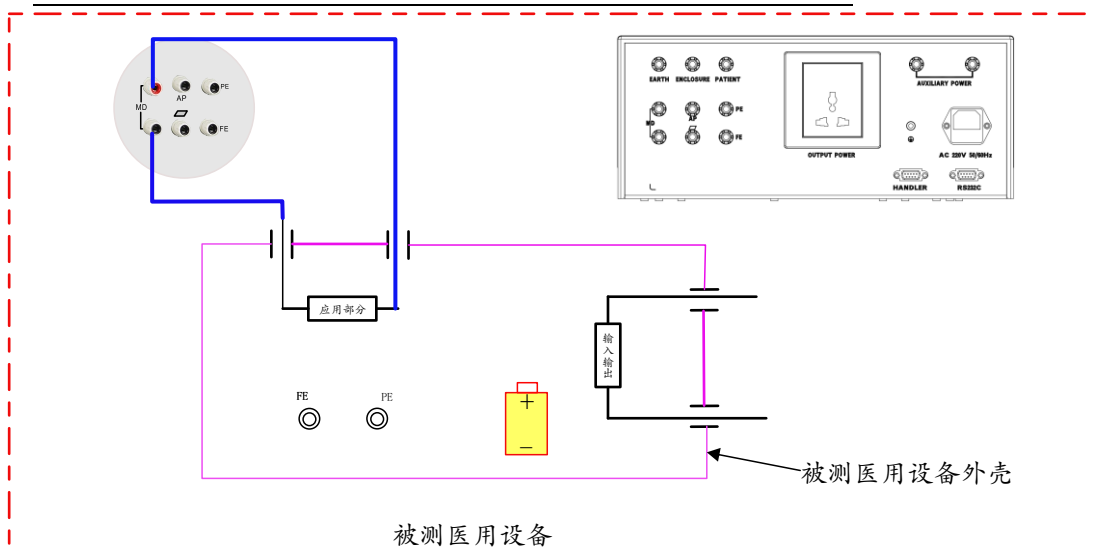 MD
AP
PE
FE
EARTH ENCLOSURE PATIENT
AUXILIARY POWER
MD
AP
PE
FE
OUTPUT POWER
AC 220V 50/60Hz
HANDLER
RS232C
应用部分
输入输出
FE
PE
+
−
被测医用设备外壳
被测医用设备